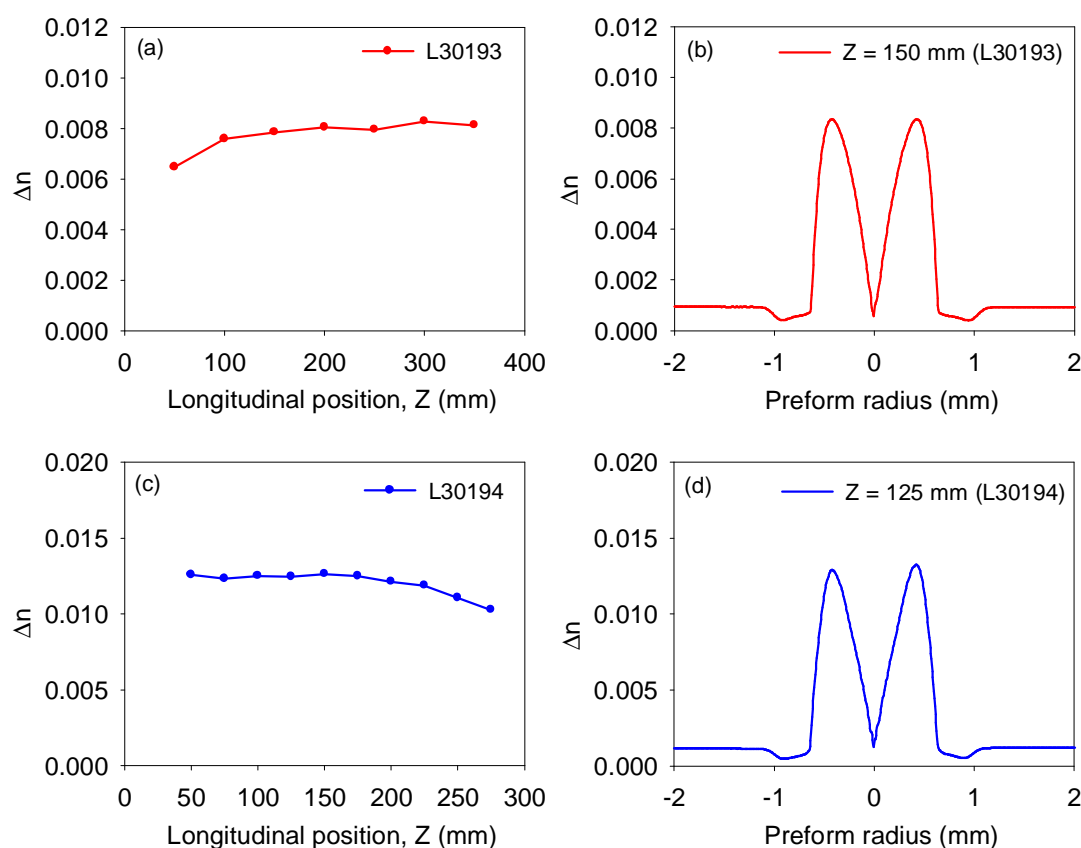 (a)
L30193
0.012
0.010
0.008
0.006
0.004
0.002
0.000
Δn
0 100 200 300 400
Longitudinal position, Z (mm)
(b)
Z = 150 mm (L30193)
0.012
0.010
0.008
0.006
0.004
0.002
0.000
Δn
-2 -1 0 1 2
Preform radius (mm)
(c)
L30194
0.020
0.015
0.010
0.005
0.000
Δn
0 50 100 150 200 250 300
Longitudinal position, Z (mm)
(d)
Z = 125 mm (L30194)
0.020
0.015
0.010
0.005
0.000
Δn
-2 -1 0 1 2
Preform radius (mm)